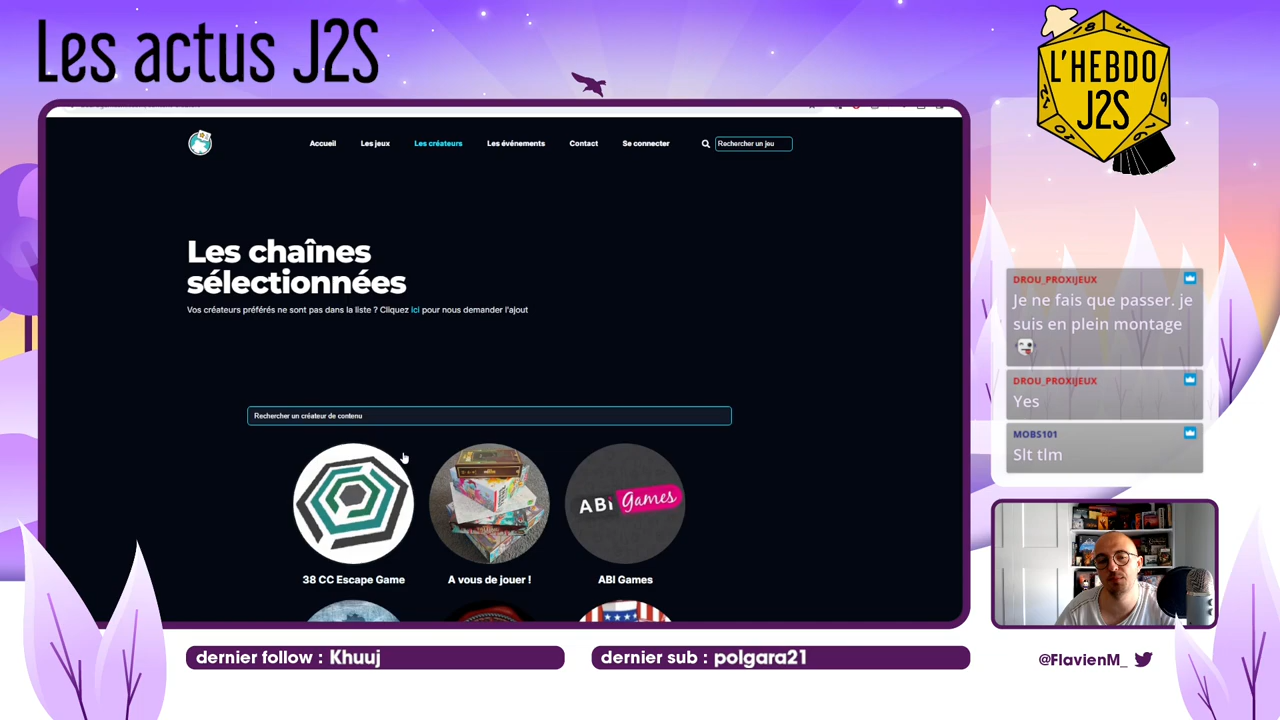 Les actus J2S
L'HEBDO
J2S
Accueil
Les jeux
Les créateurs
Les événements
Contact
Se connecter
Rechercher un jeu
Les chaînes
sélectionnées
Vos créateurs préférés ne sont pas dans la liste ? Cliquez ici pour nous demander l'ajout
Rechercher un créateur de contenu
ABi Games
38 CC Escape Game
A vous de jouer !
ABI Games
DROU_PROXIJEUX
Je ne fais que passer. je
suis en plein montage
DROU_PROXIJEUX
Yes
MOBS101
Slt tlm
dernier follow : Khuuj
dernier sub : polgara21
@FlavienM_